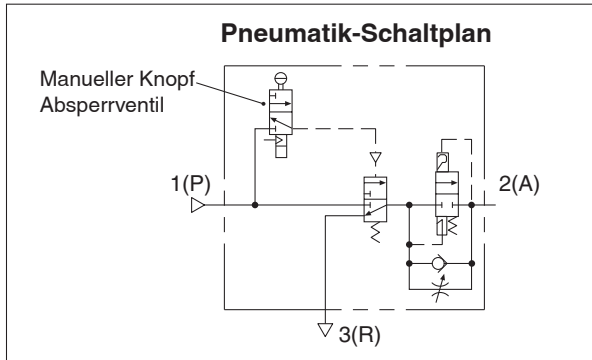 Pneumatik-Schaltplan
Manueller Knopf
Absperrventil
1(P)
2(A)
3(R)